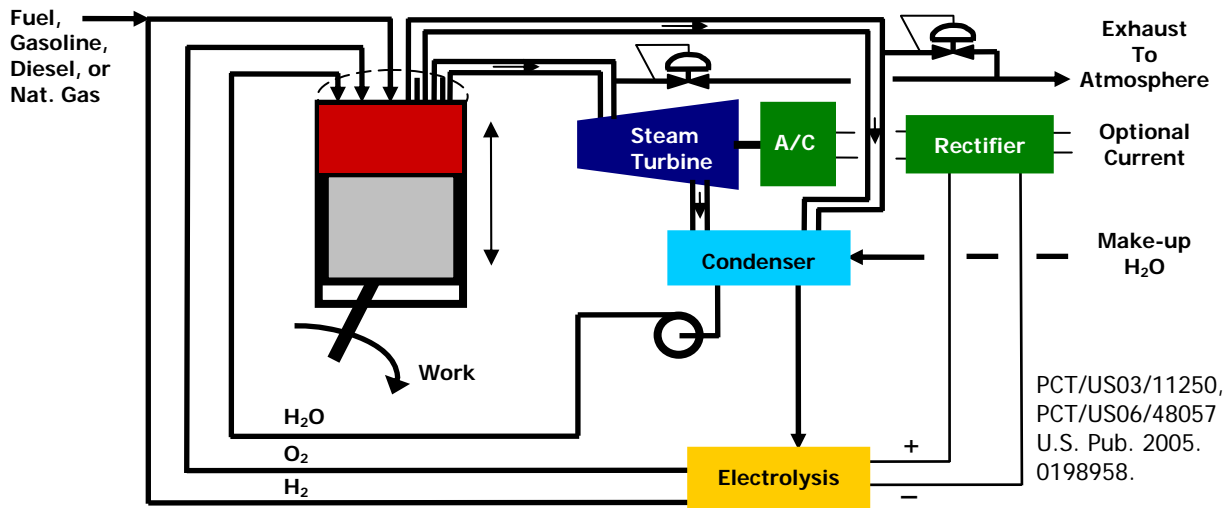 Fuel,
Gasoline,
Diesel, or
Nat. Gas
Exhaust
To
Atmosphere
Steam
Turbine
A/C
Rectifier
Optional
Current
Condenser
Make-up
H₂O
Work
H₂O
O₂
H₂
Electrolysis
+
–
PCT/US03/11250,
PCT/US06/48057
U.S. Pub. 2005.
0198958.